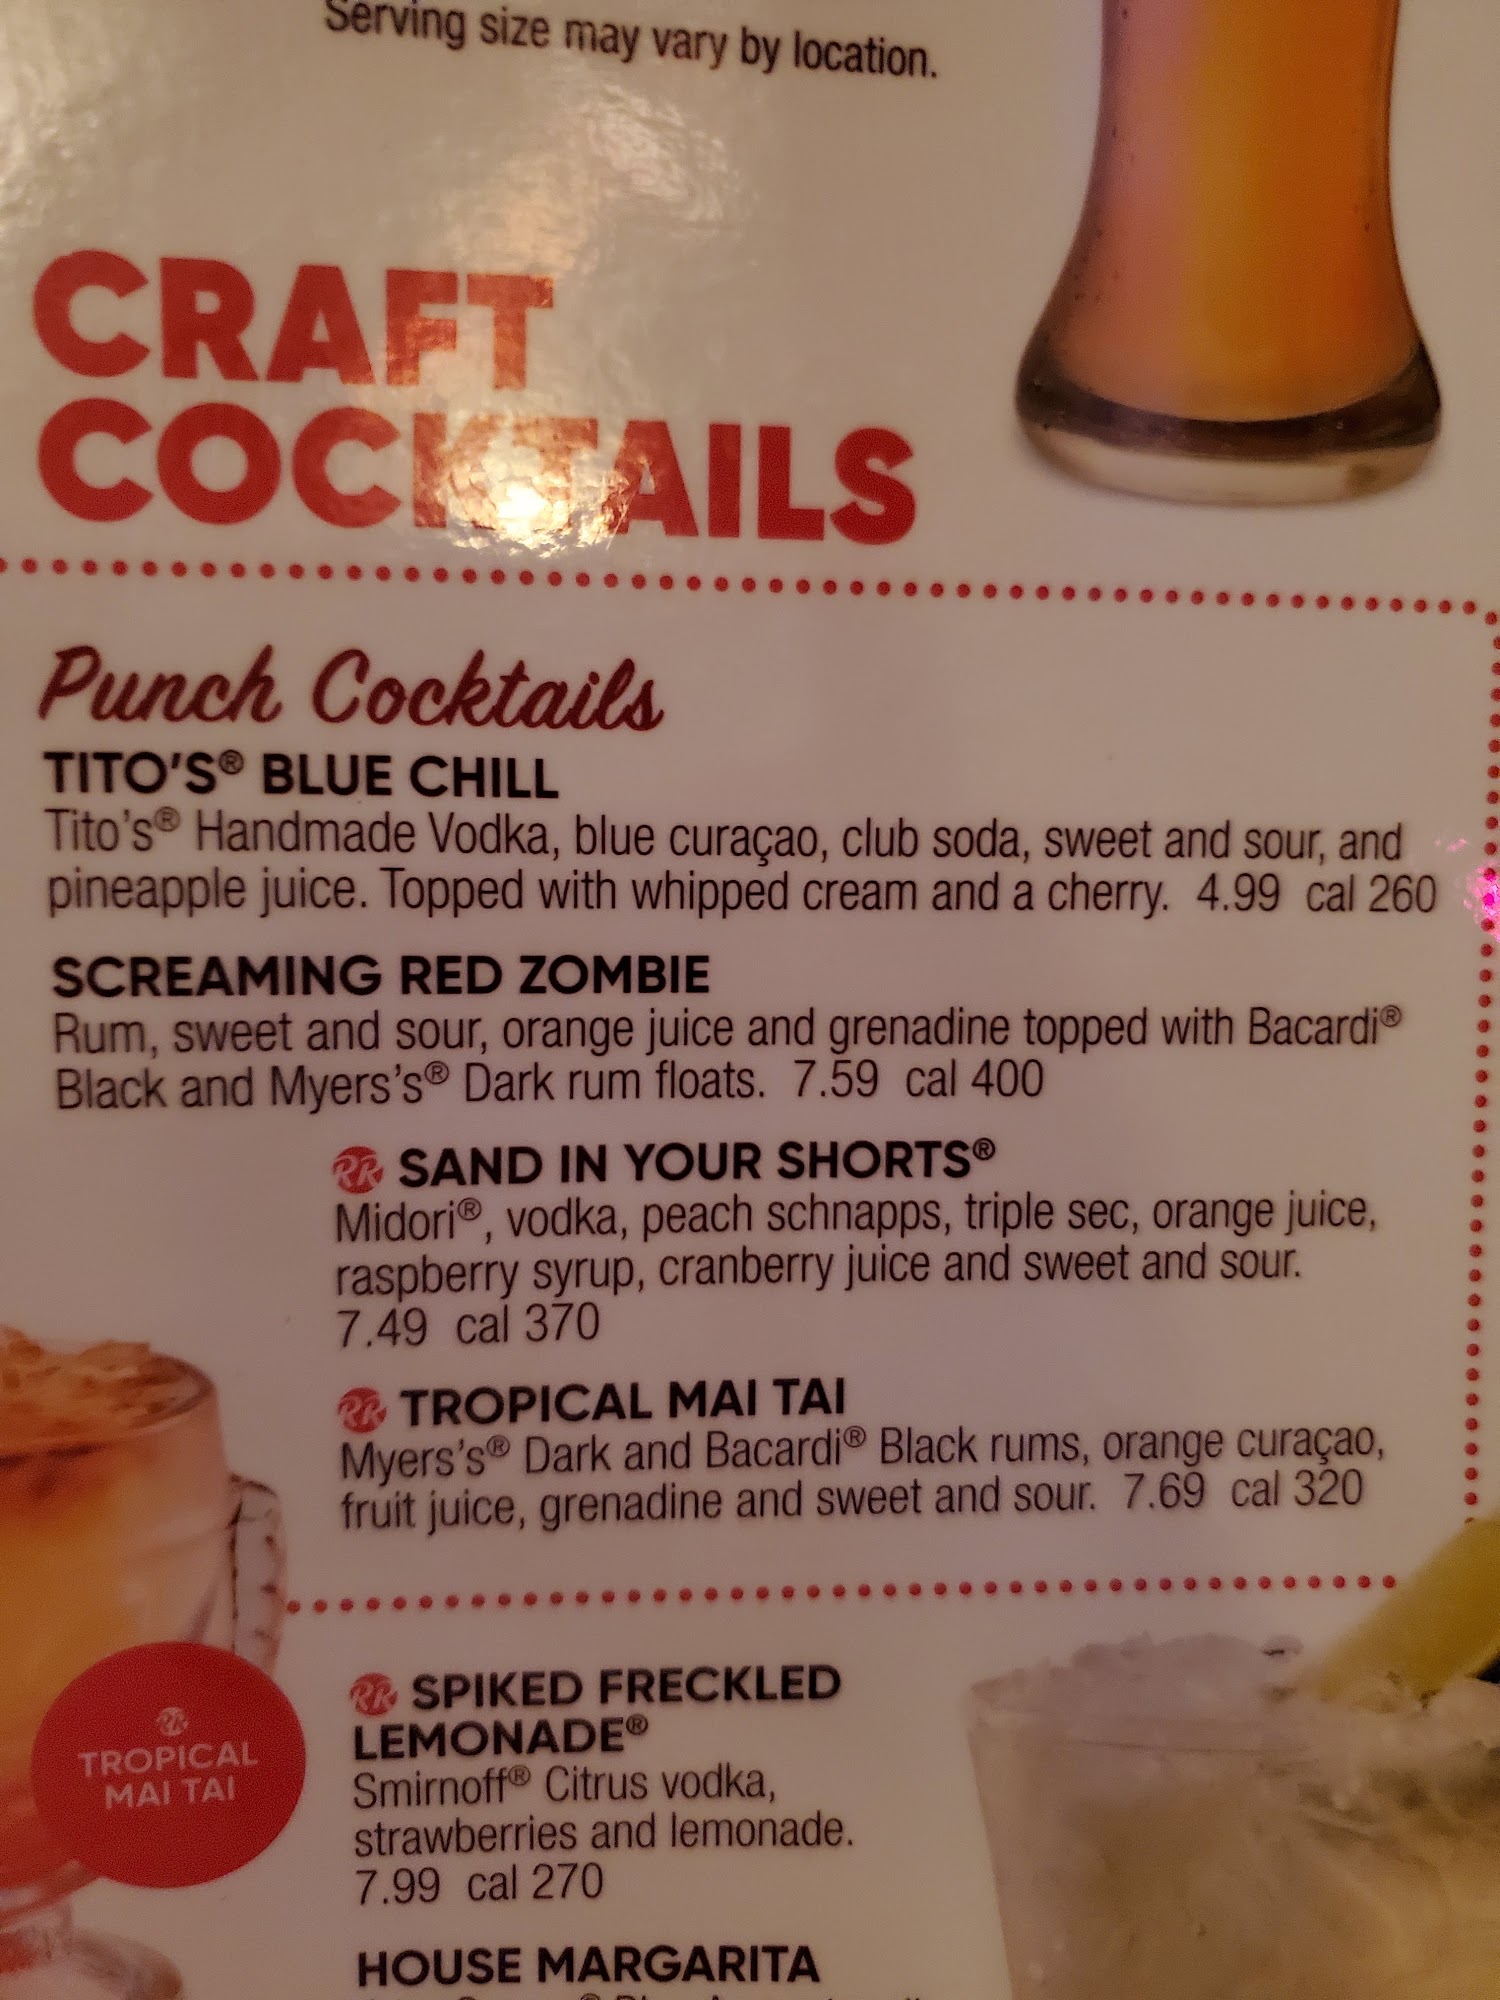 Serving size may vary by location.
CRAFT
COCKTAILS
Punch Cocktails
TITO'S® BLUE CHILL
Tito's® Handmade Vodka, blue curaçao, club soda, sweet and sour, and
pineapple juice. Topped with whipped cream and a cherry. 4.99 cal 260
SCREAMING RED ZOMBIE
Rum, sweet and sour, orange juice and grenadine topped with Bacardi®
Black and Myers's® Dark rum floats. 7.59 cal 400
RR SAND IN YOUR SHORTS®
Midori®, vodka, peach schnapps, triple sec, orange juice,
raspberry syrup, cranberry juice and sweet and sour.
7.49 cal 370
RR TROPICAL MAI TAI
Myers's® Dark and Bacardi® Black rums, orange curaçao,
fruit juice, grenadine and sweet and sour. 7.69 cal 320
RR
TROPICAL
MAI TAI
RR SPIKED FRECKLED
LEMONADE®
Smirnoff® Citrus vodka,
strawberries and lemonade.
7.99 cal 270
HOUSE MARGARITA